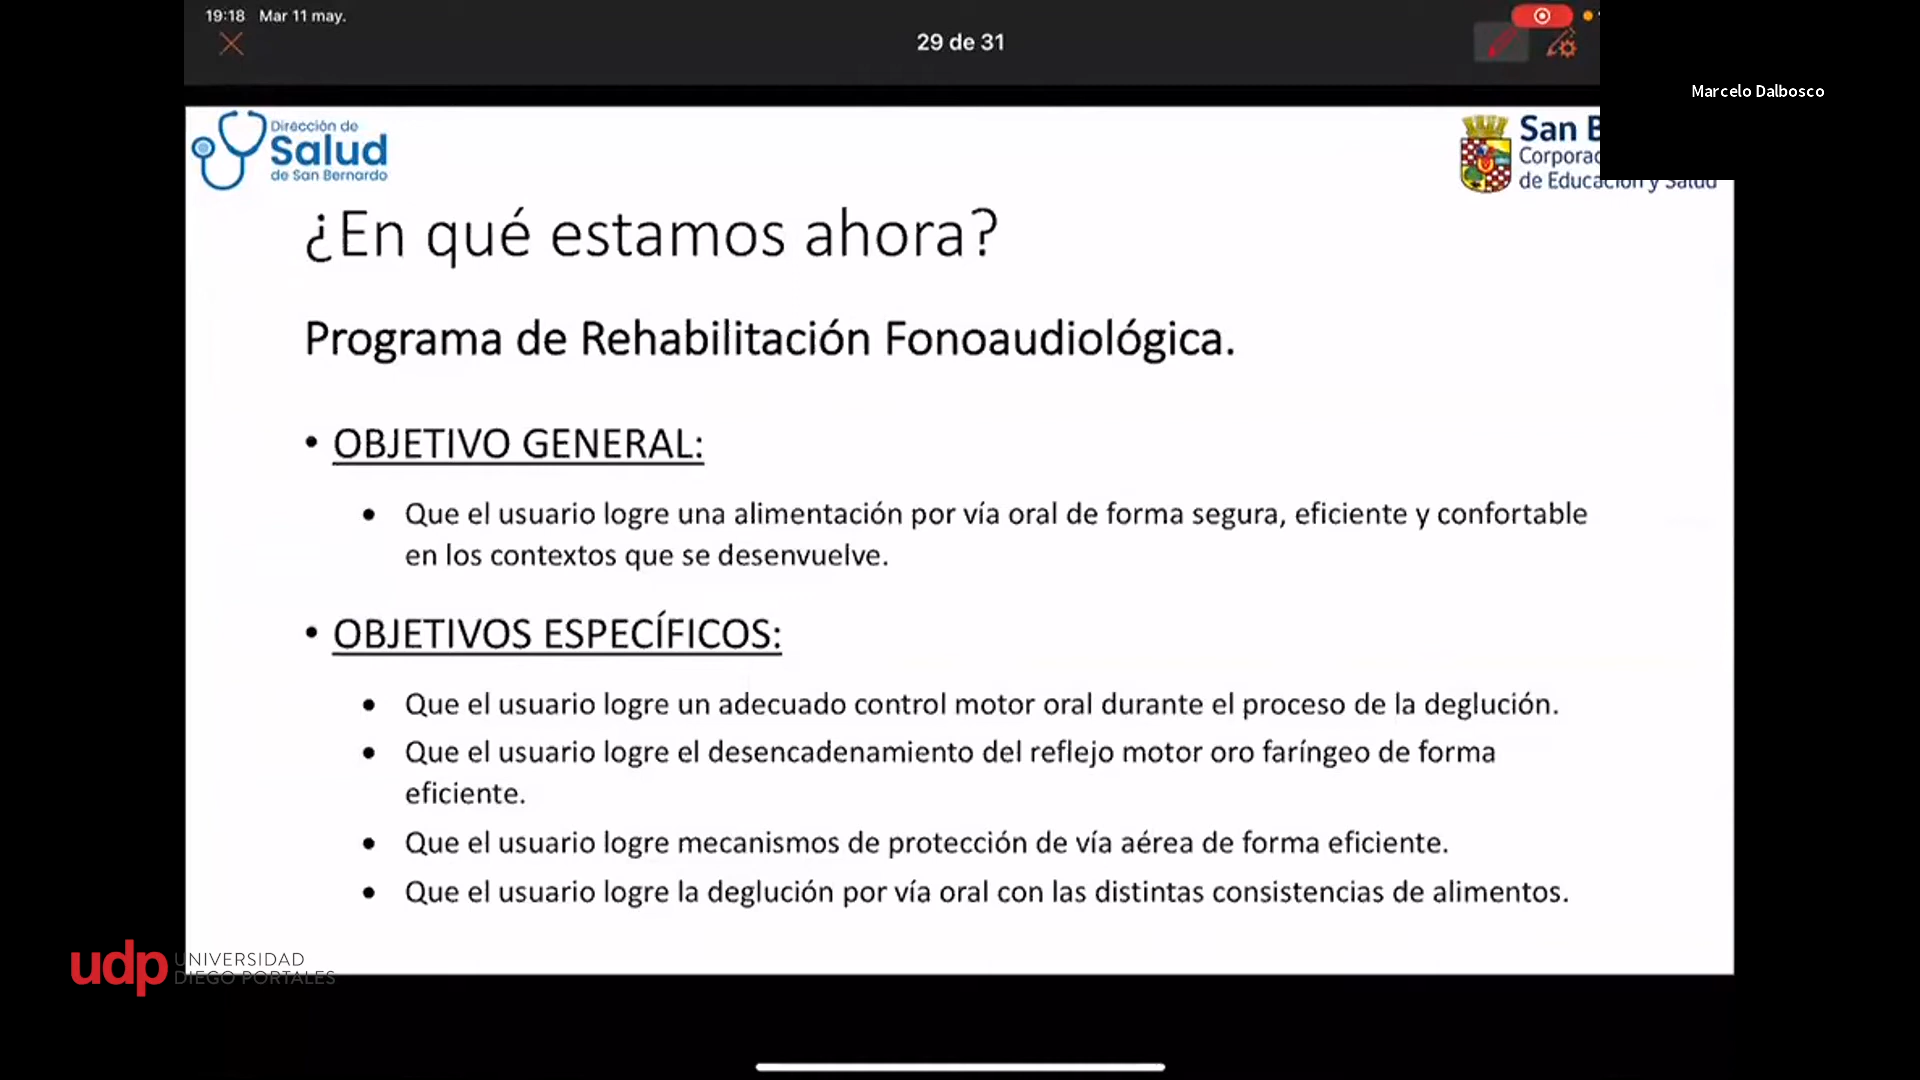 19:18 Mar 11 may.
29 de 31
Marcelo Dalbosco
Dirección de
Salud
de San Bernardo
San
de Educación y Salud
¿En qué estamos ahora?
Programa de Rehabilitación Fonoaudiológica.
• OBJETIVO GENERAL:
• Que el usuario logre una alimentación por vía oral de forma segura, eficiente y confortable
en los contextos que se desenvuelve.
• OBJETIVOS ESPECÍFICOS:
• Que el usuario logre un adecuado control motor oral durante el proceso de la deglución.
• Que el usuario logre el desencadenamiento del reflejo motor oro faríngeo de forma
eficiente.
• Que el usuario logre mecanismos de protección de vía aérea de forma eficiente.
• Que el usuario logre la deglución por vía oral con las distintas consistencias de alimentos.
udp UNIVERSIDAD
DIEGO PORTALES